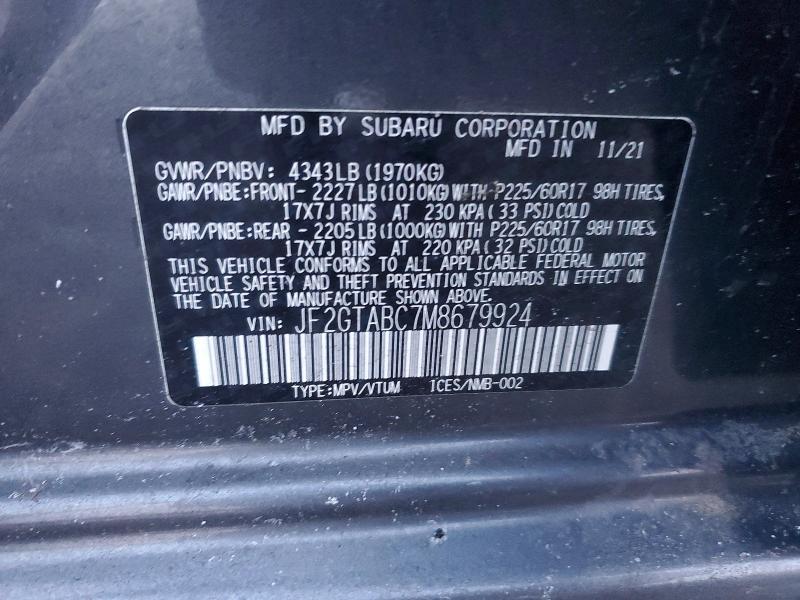 MFD BY SUBARU CORPORATION
MFD IN 11/21
GVWR/PNBV: 4343LB (1970KG)
GAWR/PNBE:FRONT- 2227LB (1010KG) WITH P225/60R17 98H TIRES,
17X7J RIMS AT 230 KPA (33 PSI) COLD
GAWR/PNBE:REAR - 2205LB (1000KG) WITH P225/60R17 98H TIRES,
17X7J RIMS AT 220 KPA (32 PSI) COLD
THIS VEHICLE CONFORMS TO ALL APPLICABLE FEDERAL MOTOR
VEHICLE SAFETY AND THEFT PREVENTION STANDARDS IN EFFECT ON
THE DATE OF MANUFACTURE SHOWN ABOVE.
VIN: JF2GTABC7M8679924
TYPE:MPV/VTUM 1CES/NMB-002